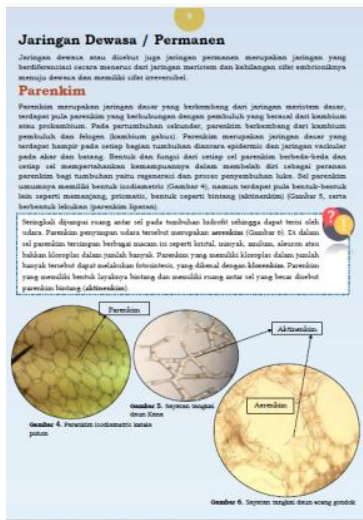 Jaringan Dewasa / Permanen
Jaringan dewasa atau disebut juga jaringan permanen merupakan jaringan yang
berdiferensiasi secara menerus dari jaringan meristem dan kehilangan sifat embrioniknya
menuju dewasa dan memiliki sifat irreversibel.
Parenkim
Parenkim merupakan jaringan dasar yang berkembang dari jaringan meristem dasar,
terdapat pula parenkim yang berhubungan dengan pembuluh yang berasal dari kambium
atau prokambium. Pada pertumbuhan sekunder, parenkim berkembang dari kambium
pembuluh dan felogen (kambium gabus). Parenkim merupakan jaringan dasar yang
terdapat hampir pada setiap bagian tumbuhan diantara epidermis dan jaringan vaskular
pada akar dan batang. Bentuk dan fungsi dari setiap sel parenkim berbeda-beda dan
setiap sel mempertahankan kemampuannya dalam membelah diri sebagai peranan
parenkim bagi tumbuhan yaitu regenerasi dan proses penyembuhan luka. Sel parenkim
umumnya memiliki bentuk isodiametris (Gambar 4), namun terdapat pula bentuk-bentuk
lain seperti memanjang, prismatis, bentuk seperti bintang (aktinenkim) (Gambar 5, serta
berbentuk lekukan (parenkim lipatan).
Seringkali dijumpai ruang antar sel pada tumbuhan hidrofit sehingga dapat terisi oleh
udara. Parenkim penyimpan udara tersebut merupakan aerenkim (Gambar 6). Di dalam
sel parenkim tersimpan berbagai macam isi seperti kristal, minyak, amilum, aleuron atau
bahkan kloroplas dalam jumlah banyak. Parenkim yang memiliki kloroplas dalam jumlah
banyak tersebut dapat melakukan fotosintesis, yang dikenal dengan klorenkim. Parenkim
yang memiliki bentuk layaknya bintang dan memiliki ruang antar sel yang besar disebut
parenkim bintang (aktinenkim).
Parenkim
Aktinenkim
Aerenkim
Gambar 5. Sayatan tangkai
daun Kana
Gambar 4. Parenkim isodiametris
Gambar 6. Sayatan tangkai daun eceng gondok